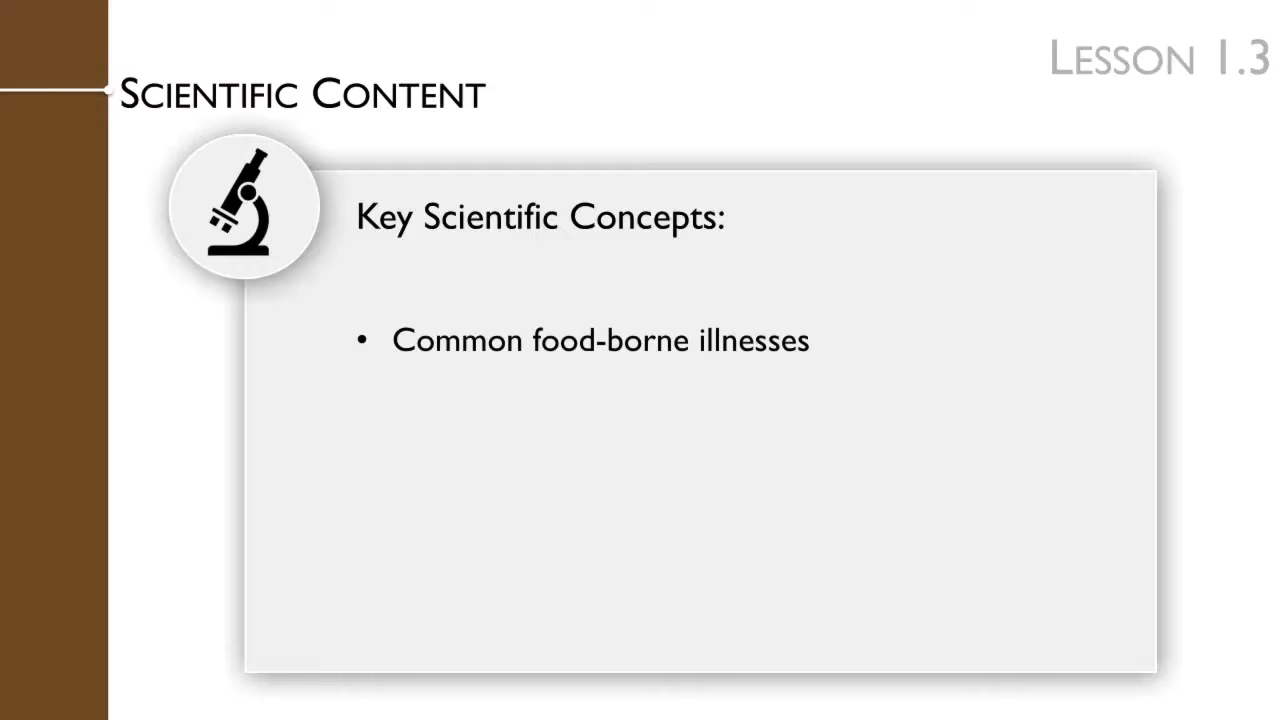 LESSON 1.3
SCIENTIFIC CONTENT
Key Scientific Concepts:
• Common food-borne illnesses